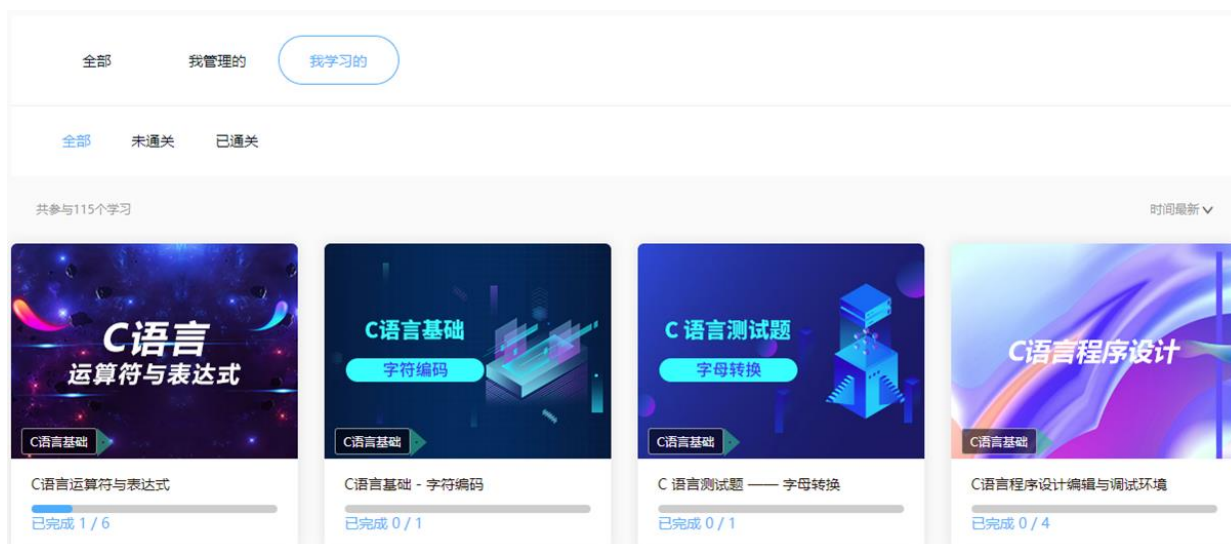 全部 我管理的 我学习的
全部 未通关 已通关
共参与115个学习 时间最新
C语言
运算符与表达式
C语言基础
C语言基础
字符编码
C语言基础
C 语言测试题
字母转换
C语言基础
C语言程序设计
C语言基础
C语言运算符与表达式
已完成 1 / 6
C语言基础 - 字符编码
已完成 0 / 1
C 语言测试题 —— 字母转换
已完成 0 / 1
C语言程序设计编辑与调试环境
已完成 0 / 4